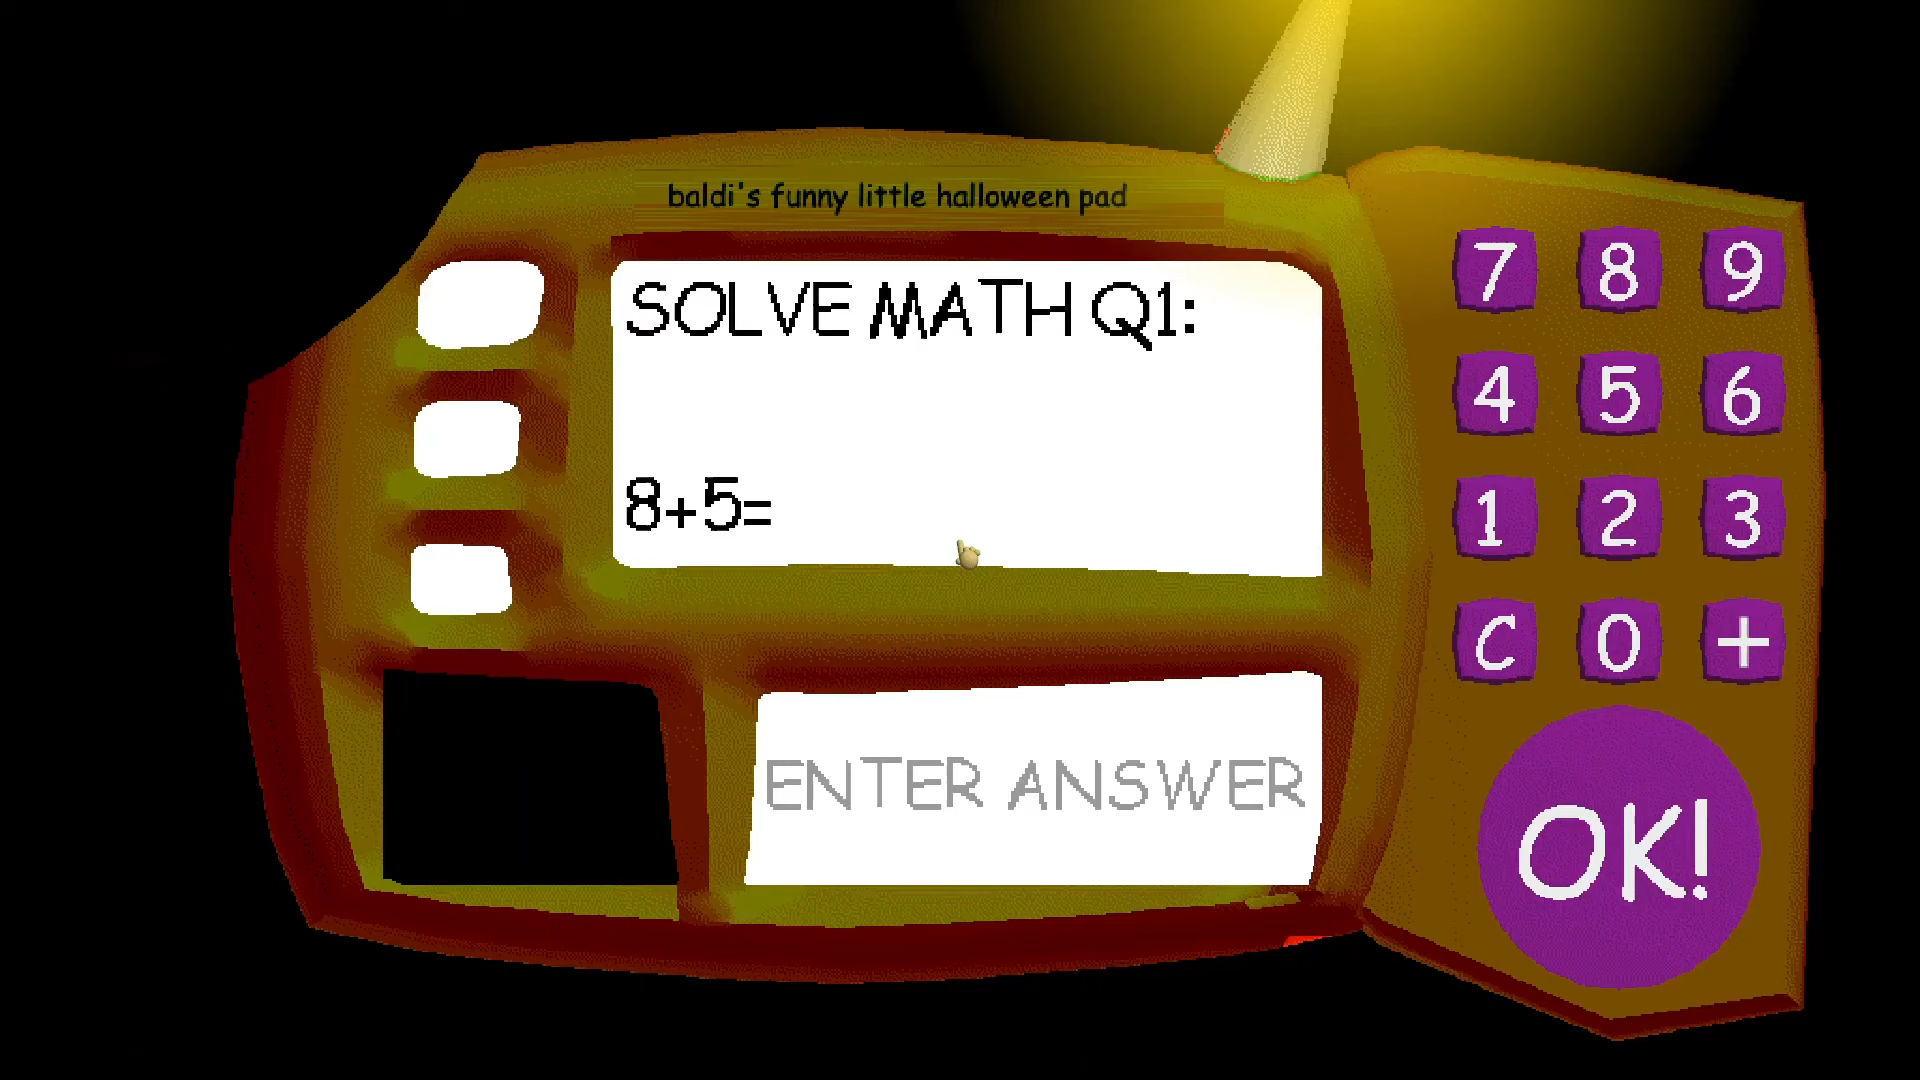 baldi's funny little halloween pad
SOLVE MATH Q1:
8+5=
ENTER ANSWER
7 8 9
4 5 6
1 2 3
C 0 +
OK!